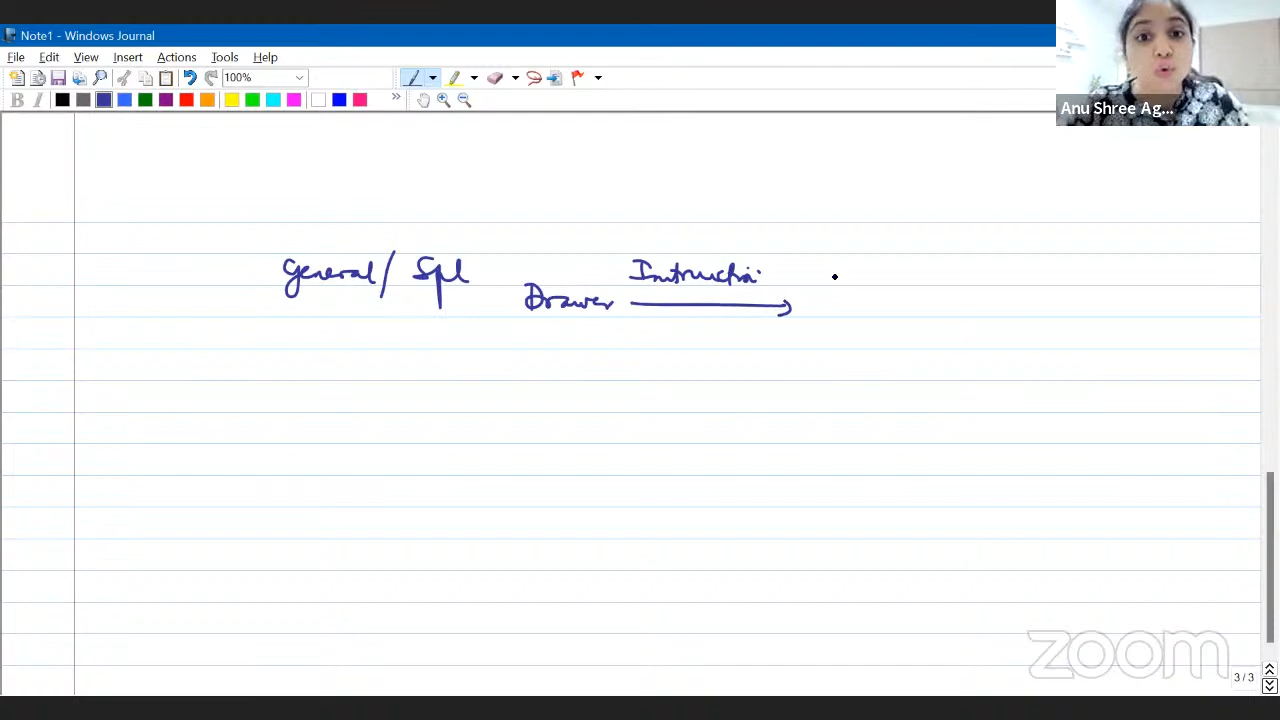 Note1 - Windows Journal
File Edit View Insert Actions Tools Help
100%
B I
Anu Shree Ag...
General/ Spl
Instruction
Drawer
zoom
3 / 3